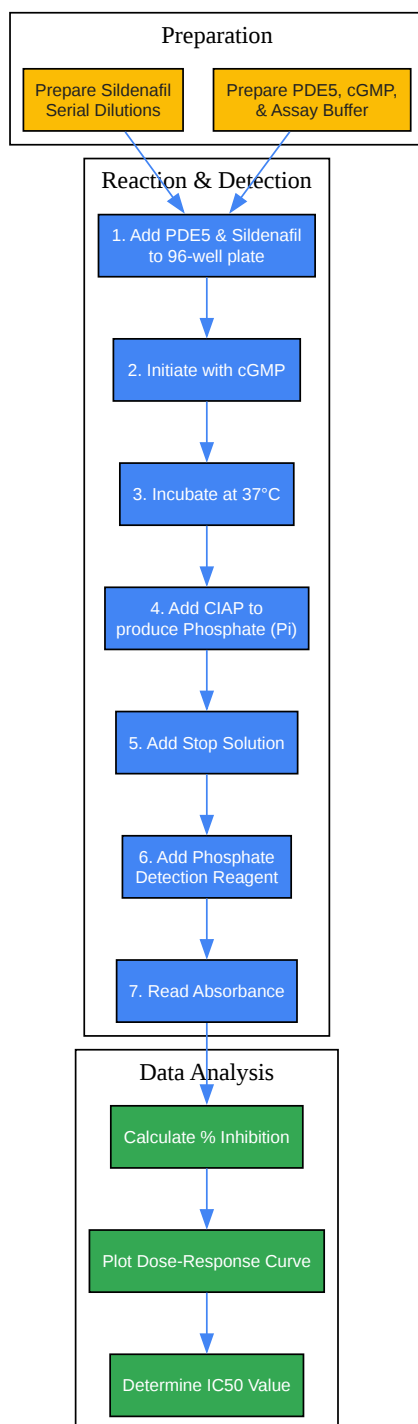 Preparation
Prepare Sildenafil
Serial Dilutions
Prepare PDE5, cGMP,
& Assay Buffer
Reaction & Detection
1. Add PDE5 & Sildenafil
to 96-well plate
2. Initiate with cGMP
3. Incubate at 37°C
4. Add CIAP to
produce Phosphate (Pi)
5. Add Stop Solution
6. Add Phosphate
Detection Reagent
7. Read Absorbance
Data Analysis
Calculate % Inhibition
Plot Dose-Response Curve
Determine IC50 Value